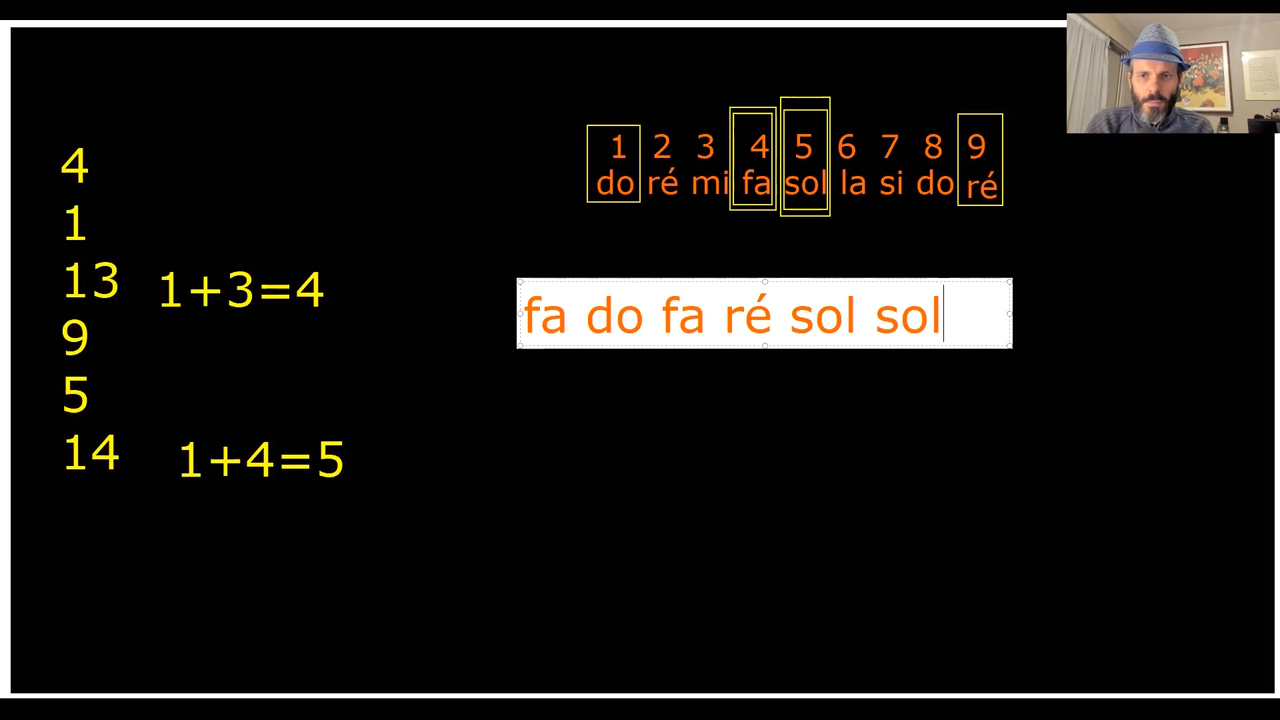 4
1
13 1+3=4
9
5
14 1+4=5
1 2 3 4 5 6 7 8 9
do ré mi fa sol la si do ré
fa do fa ré sol sol